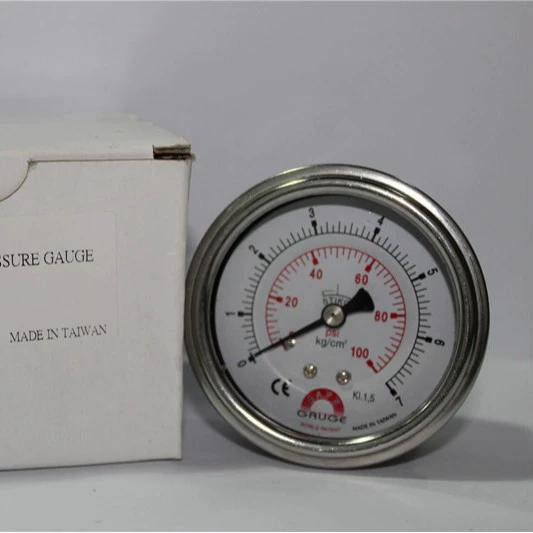 SSURE GAUGE
MADE IN TAIWAN
0
1
2
3
4
5
6
7
20
40
60
80
100
psi
kg/cm²
CE
Kl.1,5
GAUGE
MADE IN TAIWAN